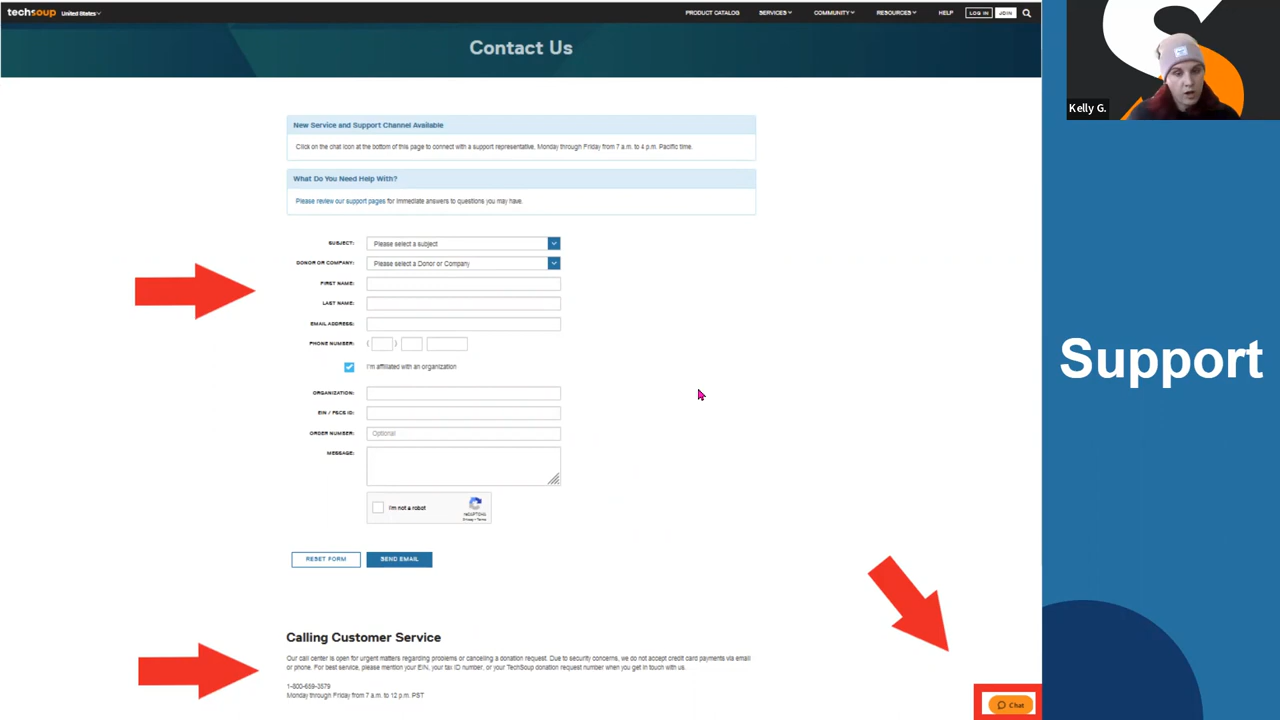 techsoup United States
PRODUCT CATALOG SERVICES COMMUNITY RESOURCES HELP LOG IN JOIN
Contact Us
Kelly G.
New Service and Support Channel Available
Click on the chat icon at the bottom of this page to connect with a support representative, Monday through Friday from 7 a.m. to 4 p.m. Pacific time.
What Do You Need Help With?
Please review our support pages for immediate answers to questions you may have.
SUBJECT: Please select a subject
DONOR OR COMPANY: Please select a Donor or Company
FIRST NAME:
LAST NAME:
EMAIL ADDRESS:
PHONE NUMBER: ( )
I'm affiliated with an organization
ORGANIZATION:
EIN / FSCS ID:
ORDER NUMBER: Optional
MESSAGE:
I'm not a robot
reCAPTCHA
Privacy - Terms
RESET FORM SEND EMAIL
Support
Calling Customer Service
Our call center is open for urgent matters regarding problems or canceling a donation request. Due to security concerns, we do not accept credit card payments via email
or phone. For best service, please mention your EIN, your tax ID number, or your TechSoup donation request number when you get in touch with us.
1-800-659-3579
Monday through Friday from 7 a.m. to 12 p.m. PST
Chat